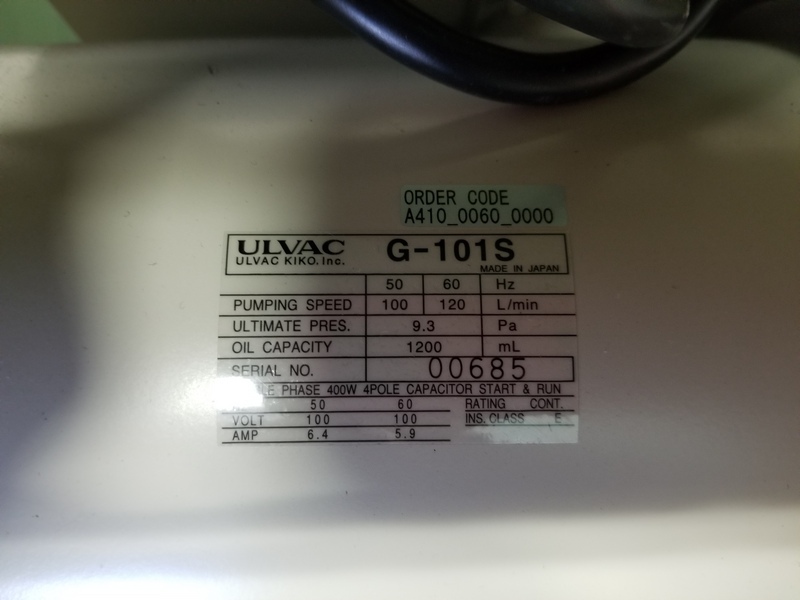 ORDER CODE
A410_0060_0000
ULVAC G-101S
ULVAC KIKO.Inc. MADE IN JAPAN
50 60 Hz
PUMPING SPEED 100 120 L/min
ULTIMATE PRES. 9.3 Pa
OIL CAPACITY 1200 mL
SERIAL NO. 00685
PHASE 400W 4POLE CAPACITOR START & RUN
50 60 RATING CONT.
VOLT 100 100 INS. CLASS E
AMP 6.4 5.9